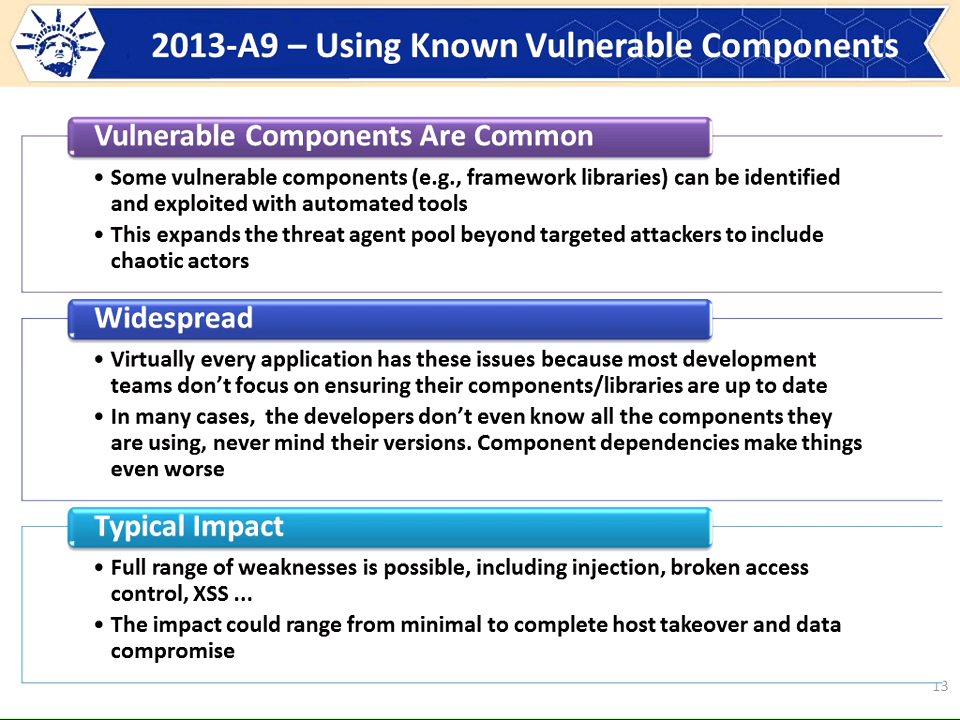 2013-A9 – Using Known Vulnerable Components
Vulnerable Components Are Common
• Some vulnerable components (e.g., framework libraries) can be identified
and exploited with automated tools
• This expands the threat agent pool beyond targeted attackers to include
chaotic actors
Widespread
• Virtually every application has these issues because most development
teams don’t focus on ensuring their components/libraries are up to date
• In many cases,  the developers don’t even know all the components they
are using, never mind their versions. Component dependencies make things
even worse
Typical Impact
• Full range of weaknesses is possible, including injection, broken access
control, XSS ...
• The impact could range from minimal to complete host takeover and data
compromise
13